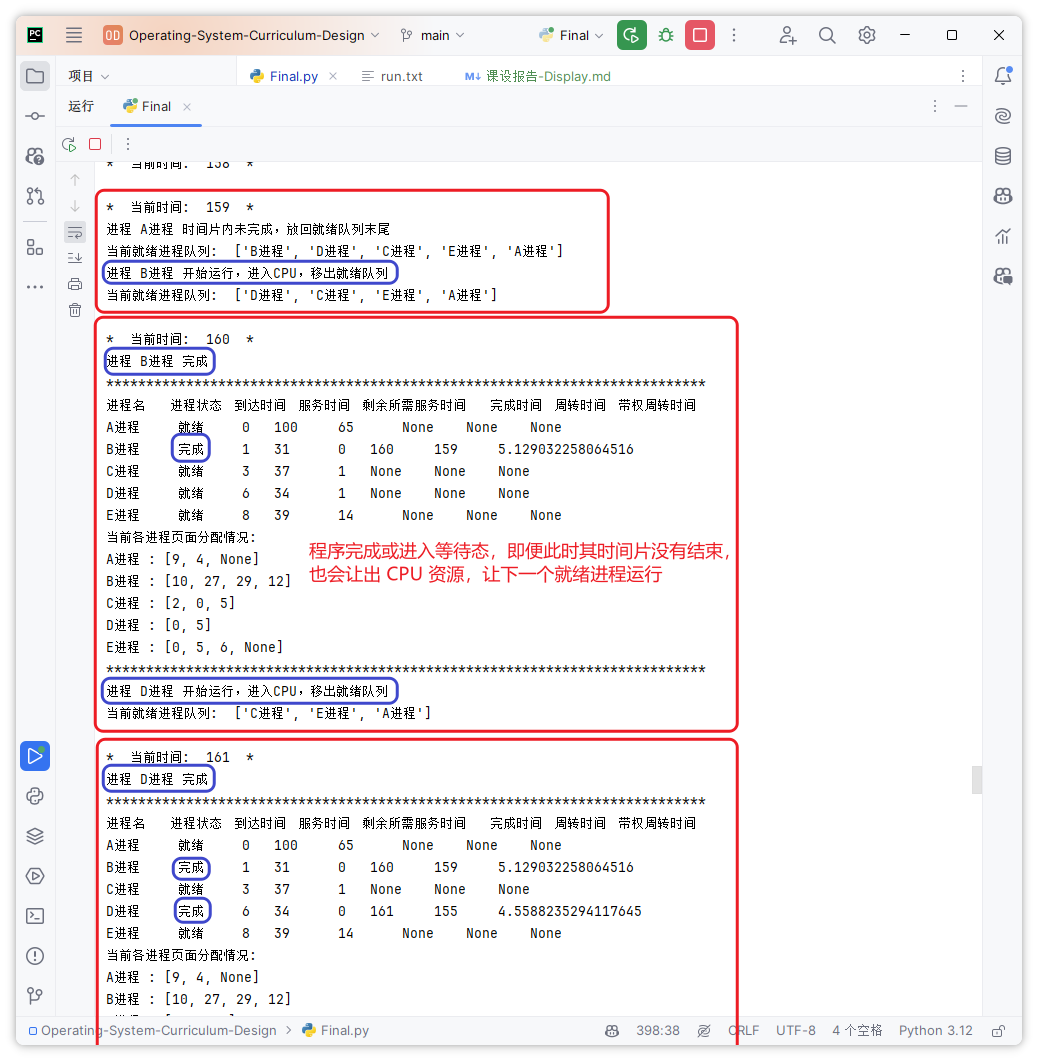 PC OD Operating-System-Curriculum-Design main Final
项目 Final.py run.txt M↓ 课设报告-Display.md
运行 Final
* 当前时间: 158 *
* 当前时间: 159 *
进程 A进程 时间片内未完成，放回就绪队列末尾
当前就绪进程队列: ['B进程', 'D进程', 'C进程', 'E进程', 'A进程']
进程 B进程 开始运行，进入CPU，移出就绪队列
当前就绪进程队列: ['D进程', 'C进程', 'E进程', 'A进程']
* 当前时间: 160 *
进程 B进程 完成
***************************************************************************
进程名 进程状态 到达时间 服务时间 剩余所需服务时间 完成时间 周转时间 带权周转时间
A进程 就绪 0 100 65 None None None
B进程 完成 1 31 0 160 159 5.129032258064516
C进程 就绪 3 37 1 None None None
D进程 就绪 6 34 1 None None None
E进程 就绪 8 39 14 None None None
当前各进程页面分配情况:
A进程 : [9, 4, None]
B进程 : [10, 27, 29, 12]
C进程 : [2, 0, 5]
D进程 : [0, 5]
E进程 : [0, 5, 6, None]
程序完成或进入等待态，即便此时其时间片没有结束，
也会让出 CPU 资源，让下一个就绪进程运行
***************************************************************************
进程 D进程 开始运行，进入CPU，移出就绪队列
当前就绪进程队列: ['C进程', 'E进程', 'A进程']
* 当前时间: 161 *
进程 D进程 完成
***************************************************************************
进程名 进程状态 到达时间 服务时间 剩余所需服务时间 完成时间 周转时间 带权周转时间
A进程 就绪 0 100 65 None None None
B进程 完成 1 31 0 160 159 5.129032258064516
C进程 就绪 3 37 1 None None None
D进程 完成 6 34 0 161 155 4.5588235294117645
E进程 就绪 8 39 14 None None None
当前各进程页面分配情况:
A进程 : [9, 4, None]
B进程 : [10, 27, 29, 12]
Operating-System-Curriculum-Design Final.py 398:38 CRLF UTF-8 4 个空格 Python 3.12